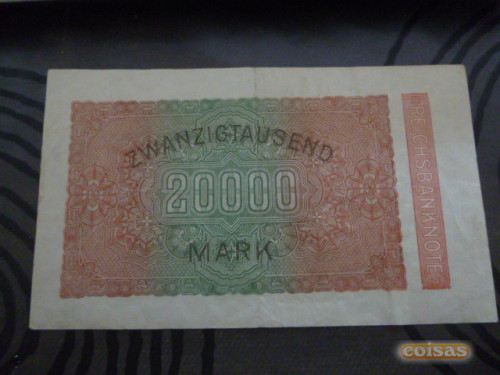 ZWANZIGTAUSEND
20000
MARK
REICHSBANKNOTE
coisas